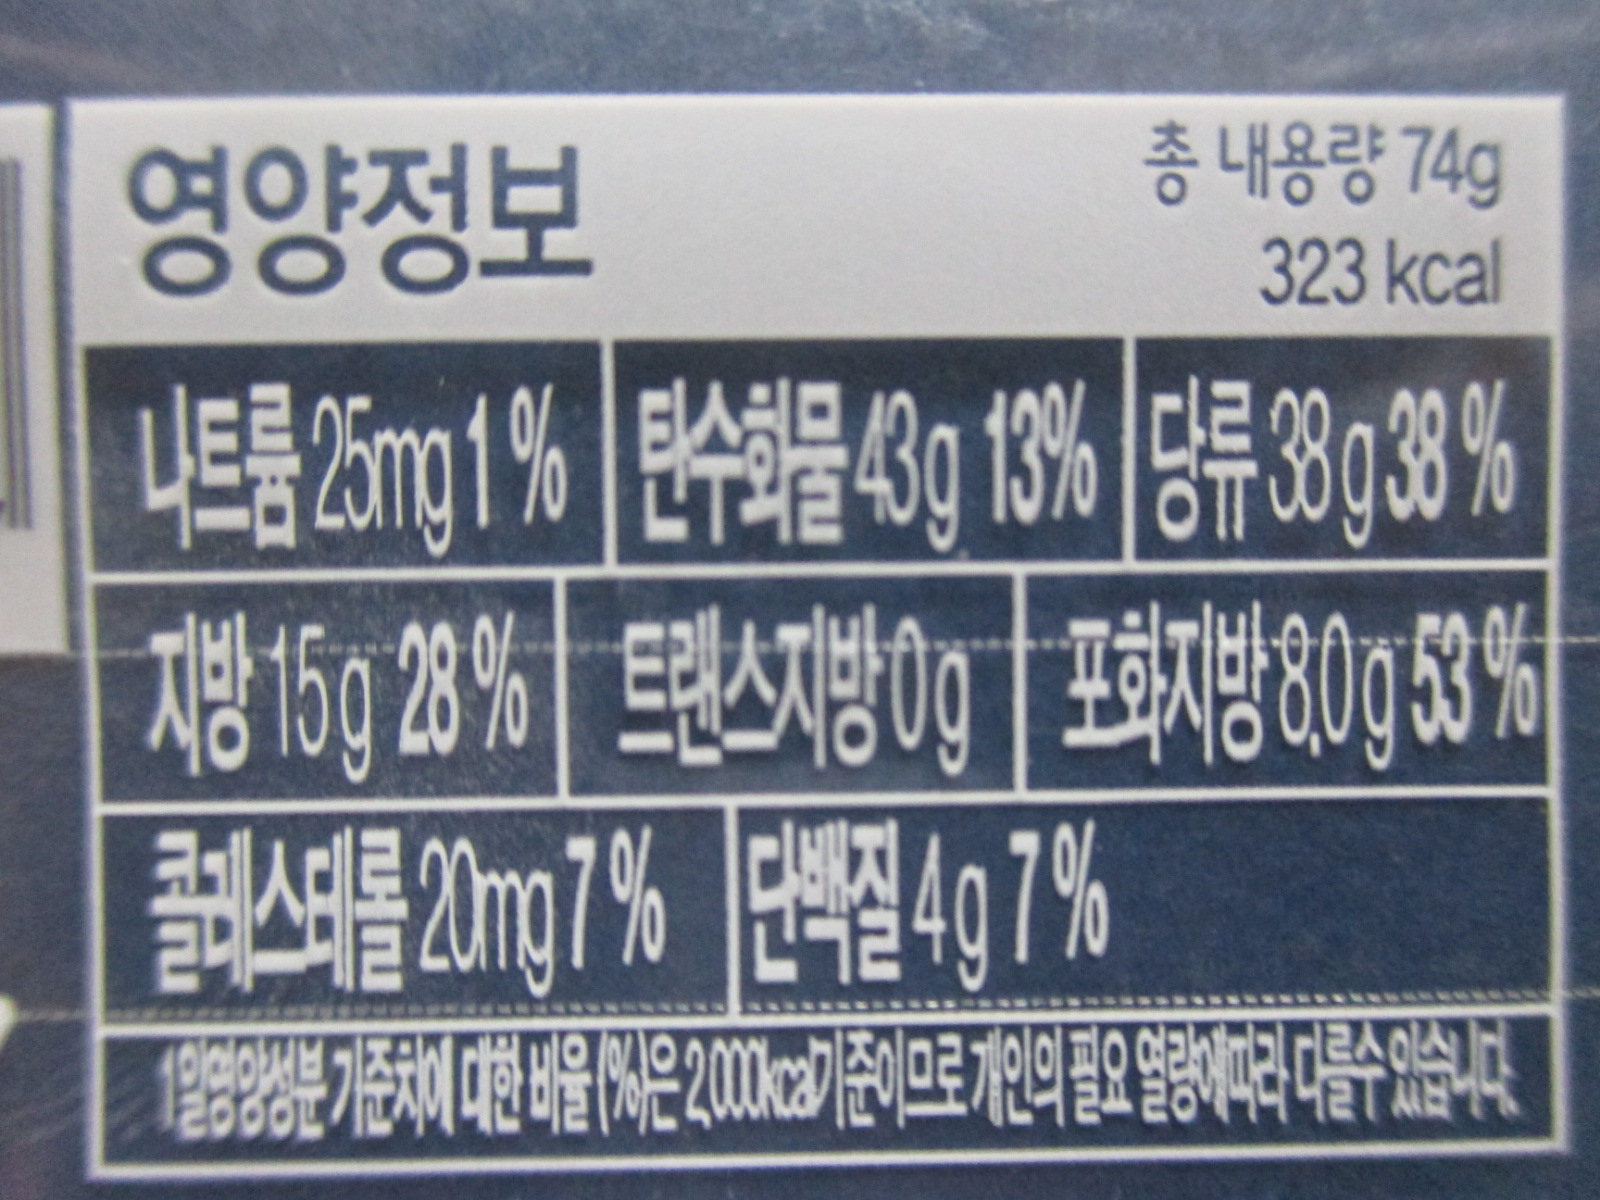 영양정보
총 내용량 74g
323 kcal
나트륨 25mg 1 % 탄수화물 43g 13% 당류 38g 38 %
지방 15g 28 % 트랜스지방 0g 포화지방 8.0g 53 %
콜레스테롤 20mg 7 % 단백질 4g 7 %
1일영양성분 기준치에 대한 비율 (%)은 2,000kcal기준이므로 개인의 필요 열량에따라 다를수 있습니다.